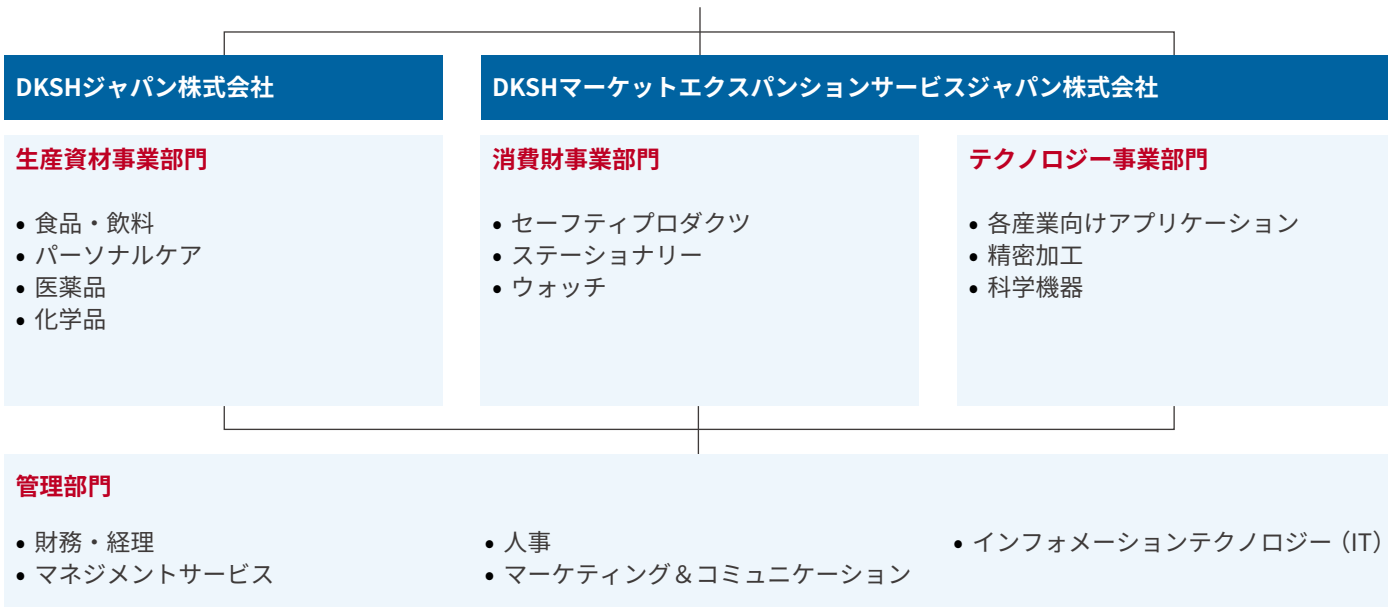 DKSHジャパン株式会社
DKSHマーケットエクスパンションサービスジャパン株式会社
生産資材事業部門
• 食品・飲料
• パーソナルケア
• 医薬品
• 化学品
消費財事業部門
• セーフティプロダクツ
• ステーショナリー
• ウォッチ
テクノロジー事業部門
• 各産業向けアプリケーション
• 精密加工
• 科学機器
管理部門
• 財務・経理
• マネジメントサービス
• 人事
• マーケティング＆コミュニケーション
• インフォメーションテクノロジー（IT）